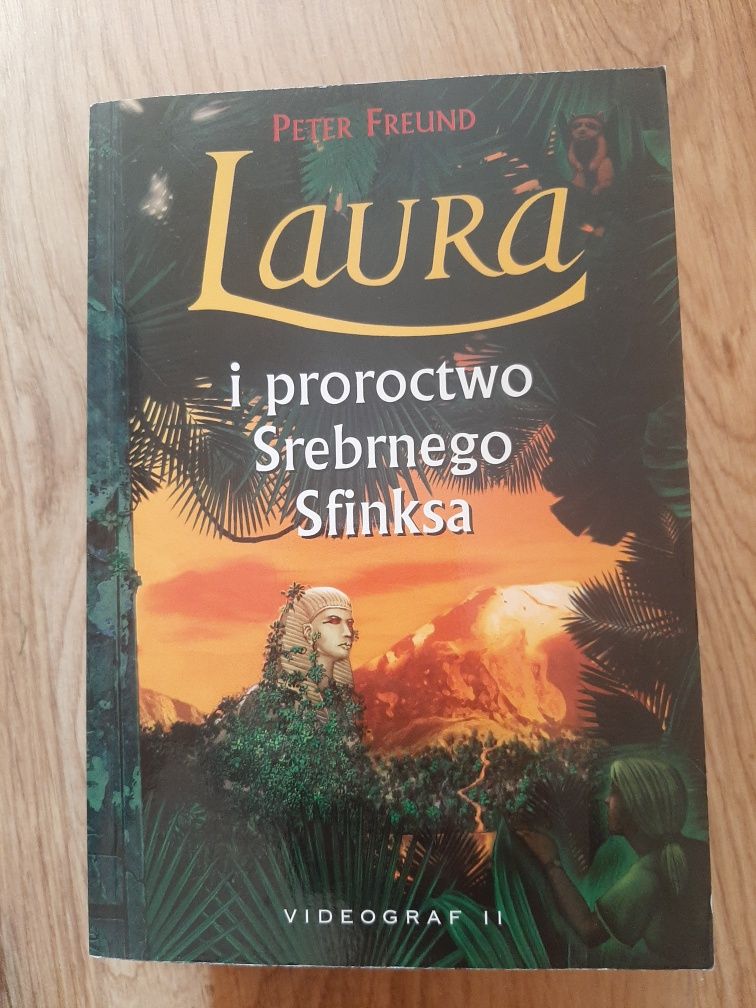 PETER FREUND
LAURA
i proroctwo
Srebrnego
Sfinksa
VIDEOGRAF II